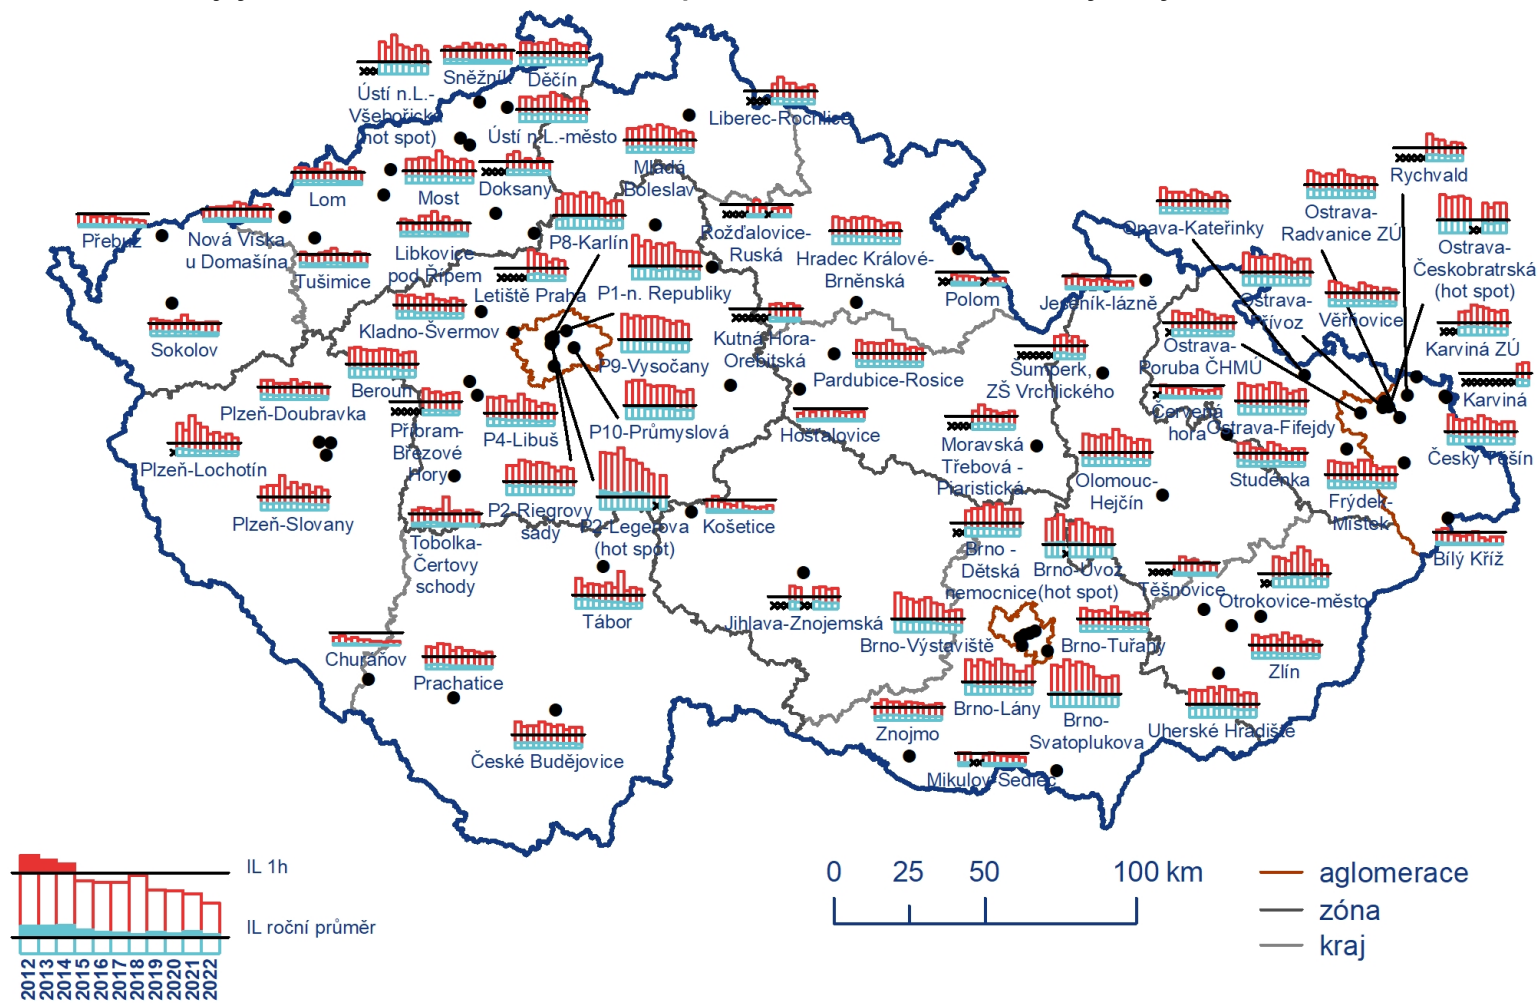 Sněžník
Děčín
Ústí n.L.-
Všebořická
(hot spot)
Ústí n.L.-město
Liberec-Rochlice
Lom
Most
Doksany
Mladá
Boleslav
Rychvald
Přebuz
Nová Víska
u Domašína
Libkovice
pod Řípem
P8-Karlín
Rožďalovice-
Ruská
Hradec Králové-
Brněnská
Opava-Kateřinky
Ostrava-
Radvanice ZÚ
Ostrava-
Českobratrská
(hot spot)
Tušimice
Letiště Praha
P1-n. Republiky
Polom
Jeseník-lázně
Ostrava-
Přívoz
Věřňovice
Sokolov
Kladno-Švermov
Kutná Hora-
Orebitská
Ostrava-
Poruba ČHMÚ
Karviná ZÚ
Beroun
P9-Vysočany
Pardubice-Rosice
Šumperk,
ZŠ Vrchlického
Karviná
Plzeň-Doubravka
Příbram-
Březové
Hory
P4-Libuš
P10-Průmyslová
Hošťalovice
Moravská
Třebová -
Piaristická
Červená
hora
Ostrava-Fifejdy
Plzeň-Lochotín
Český Těšín
Olomouc-
Hejčín
Studénka
Frýdek-
Místek
Plzeň-Slovany
Tobolka-
Čertovy
schody
P2-Riegrovy
sady
P2-Legerova
(hot spot)
Košetice
Brno -
Dětská
nemocnice
Brno-Úvoz
(hot spot)
Bílý Kříž
Těšnovice
Otrokovice-město
Tábor
Jihlava-Znojemská
Brno-Výstaviště
Brno-Tuřany
Churáňov
Prachatice
Zlín
Brno-Lány
Brno-
Svatoplukova
Uherské Hradiště
Znojmo
České Budějovice
Mikulov-Sedlec
IL 1h
IL roční průměr
2012
2013
2014
2015
2016
2017
2018
2019
2020
2021
2022
0 25 50 100 km
aglomerace
zóna
kraj